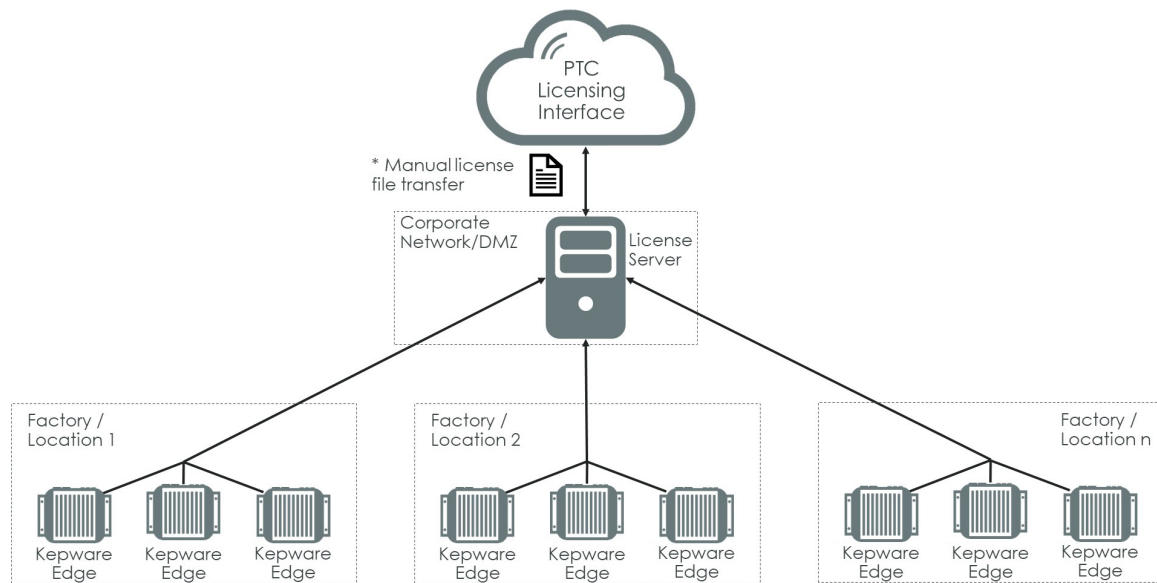 PTC
Licensing
Interface
* Manual license
file transfer
Corporate
Network/DMZ
License
Server
Factory /
Location 1
Kepware
Edge
Kepware
Edge
Kepware
Edge
Factory /
Location 2
Kepware
Edge
Kepware
Edge
Kepware
Edge
Factory /
Location n
Kepware
Edge
Kepware
Edge
Kepware
Edge